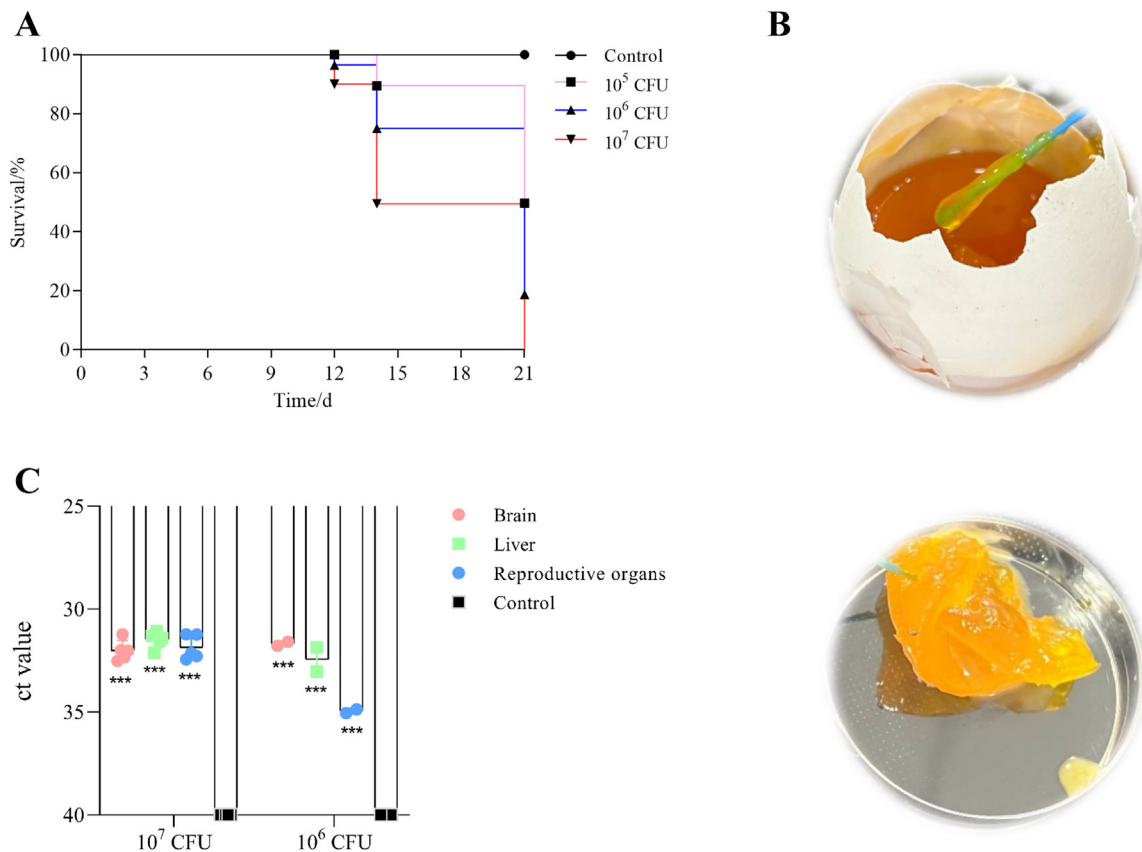 A
B
100
80
60
40
20
0
Survival/%
0 3 6 9 12 15 18 21
Time/d
Control
10⁵ CFU
10⁶ CFU
10⁷ CFU
C
25
30
35
40
ct value
*** *** *** *** *** ***
10⁷ CFU 10⁶ CFU
Brain
Liver
Reproductive organs
Control